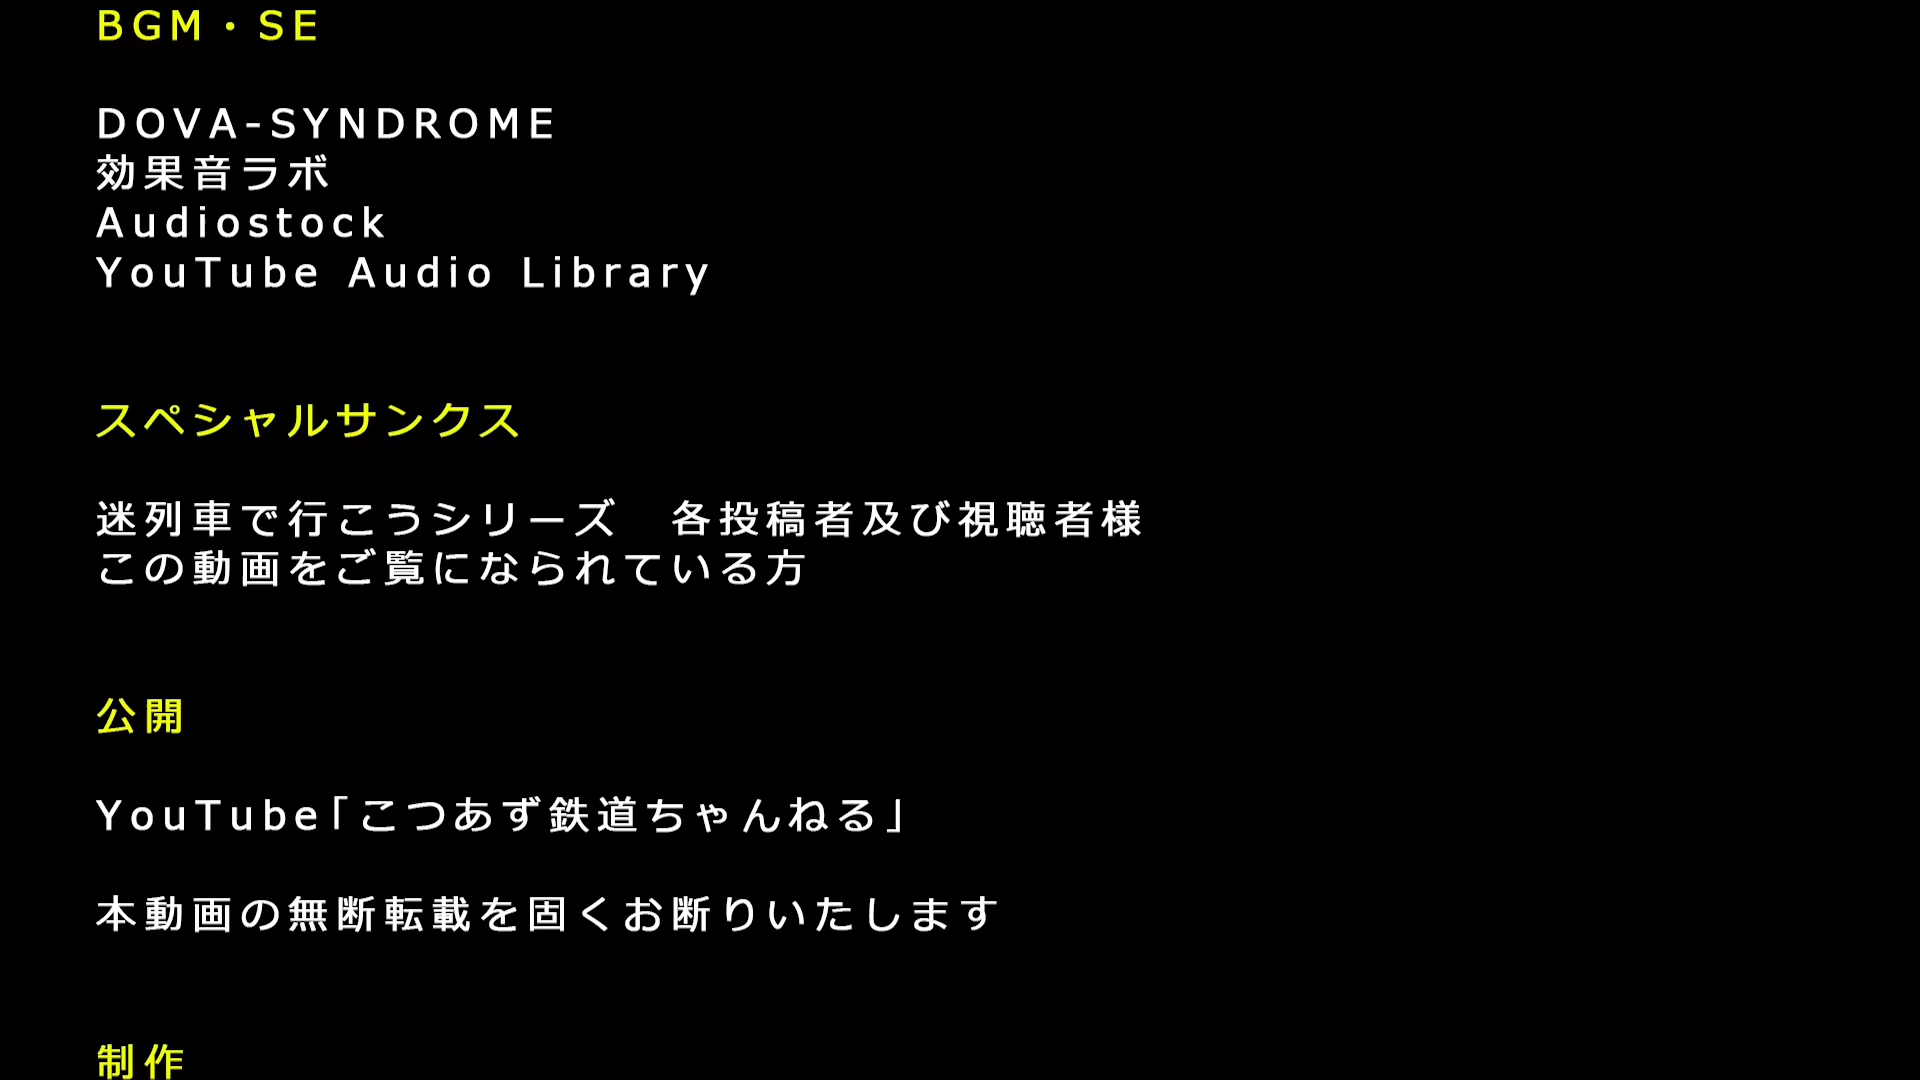 BGM・SE
DOVA-SYNDROME
効果音ラボ
Audiostock
YouTube Audio Library
スペシャルサンクス
迷列車で行こうシリーズ　各投稿者及び視聴者様
この動画をご覧になられている方
公開
YouTube「こつあず鉄道ちゃんねる」
本動画の無断転載を固くお断りいたします
制作